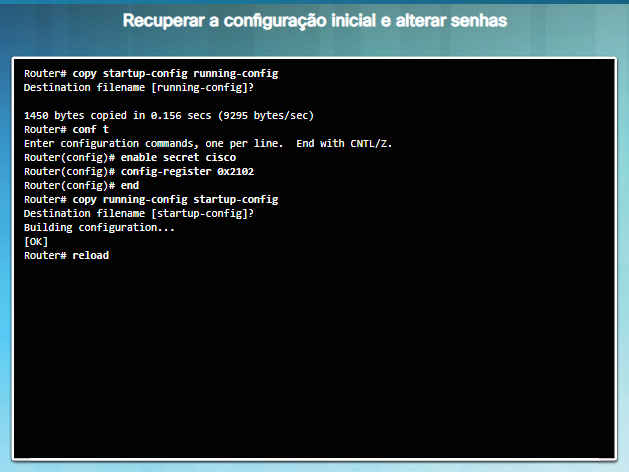 Recuperar a configuração inicial e alterar senhas
Router# copy startup-config running-config
Destination filename [running-config]?
1450 bytes copied in 0.156 secs (9295 bytes/sec)
Router# conf t
Enter configuration commands, one per line.  End with CNTL/Z.
Router(config)# enable secret cisco
Router(config)# config-register 0x2102
Router(config)# end
Router# copy running-config startup-config
Destination filename [startup-config]?
Building configuration...
[OK]
Router# reload